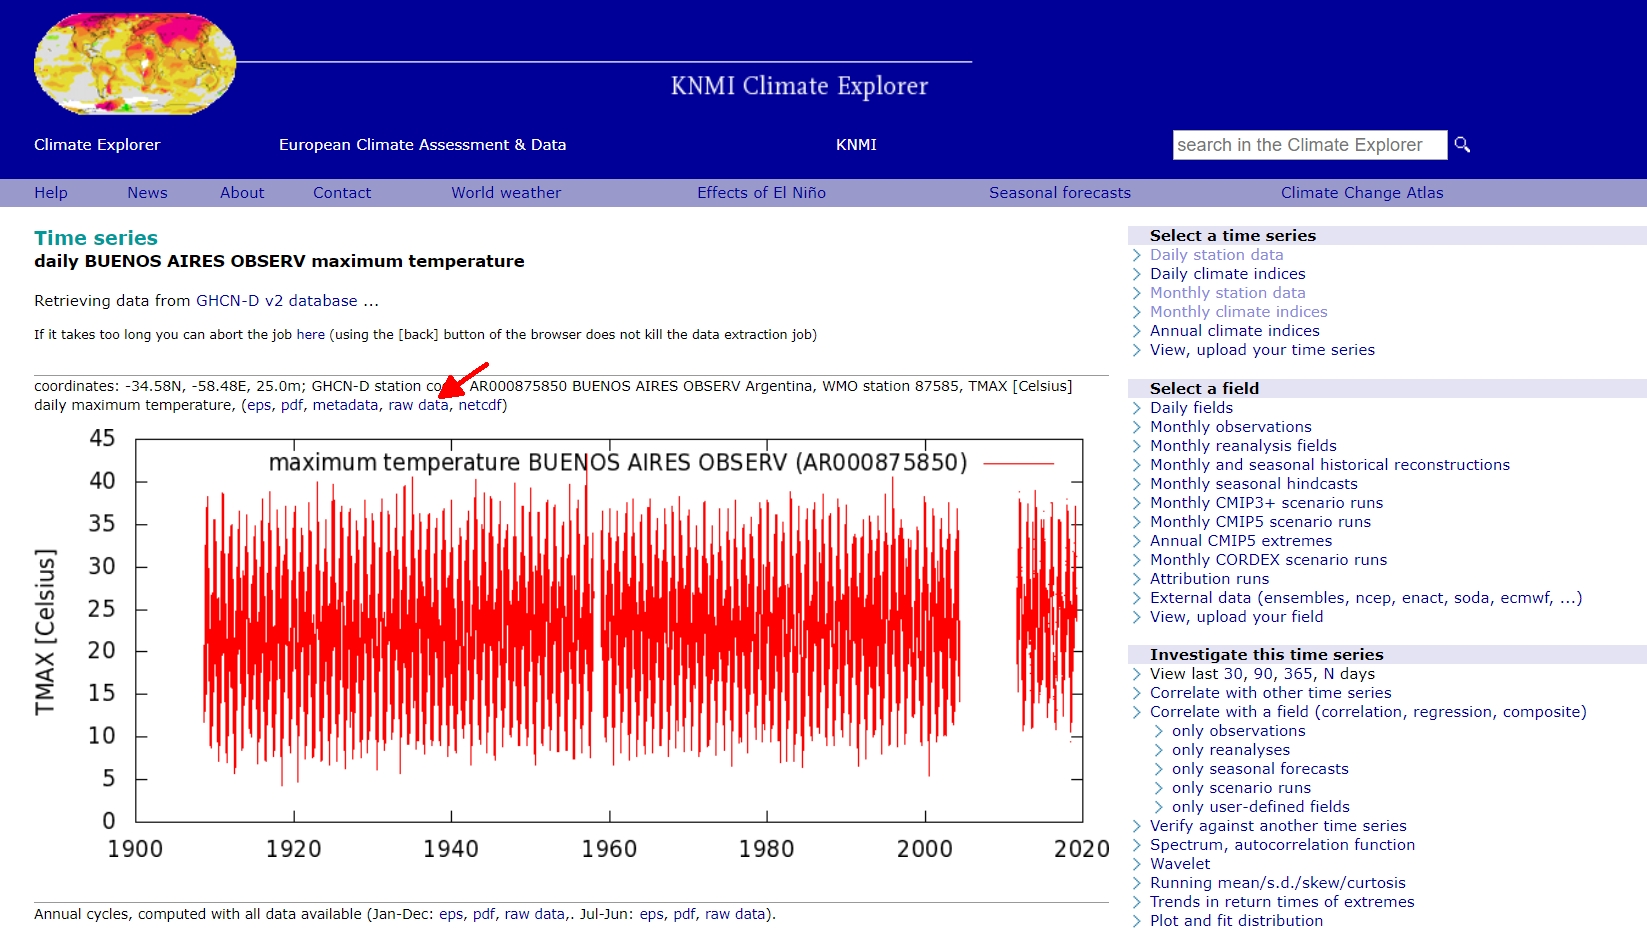 KNMI Climate Explorer
Climate Explorer European Climate Assessment & Data KNMI search in the Climate Explorer
Help News About Contact World weather Effects of El Niño Seasonal forecasts Climate Change Atlas
Time series
daily BUENOS AIRES OBSERV maximum temperature
Retrieving data from GHCN-D v2 database ...
If it takes too long you can abort the job here (using the [back] button of the browser does not kill the data extraction job)
coordinates: -34.58N, -58.48E, 25.0m; GHCN-D station AR000875850 BUENOS AIRES OBSERV Argentina, WMO station 87585, TMAX [Celsius]
daily maximum temperature, (eps, pdf, metadata, raw data, netcdf)
maximum temperature BUENOS AIRES OBSERV (AR000875850)
TMAX [Celsius]
45
40
35
30
25
20
15
10
5
0
1900 1920 1940 1960 1980 2000 2020
Annual cycles, computed with all data available (Jan-Dec: eps, pdf, raw data,. Jul-Jun: eps, pdf, raw data).
Select a time series
Daily station data
Daily climate indices
Monthly station data
Monthly climate indices
Annual climate indices
View, upload your time series
Select a field
Daily fields
Monthly observations
Monthly reanalysis fields
Monthly and seasonal historical reconstructions
Monthly seasonal hindcasts
Monthly CMIP3+ scenario runs
Monthly CMIP5 scenario runs
Annual CMIP5 extremes
Monthly CORDEX scenario runs
Attribution runs
External data (ensembles, ncep, enact, soda, ecmwf, ...)
View, upload your field
Investigate this time series
View last 30, 90, 365, N days
Correlate with other time series
Correlate with a field (correlation, regression, composite)
only observations
only reanalyses
only seasonal forecasts
only scenario runs
only user-defined fields
Verify against another time series
Spectrum, autocorrelation function
Wavelet
Running mean/s.d./skew/curtosis
Trends in return times of extremes
Plot and fit distribution